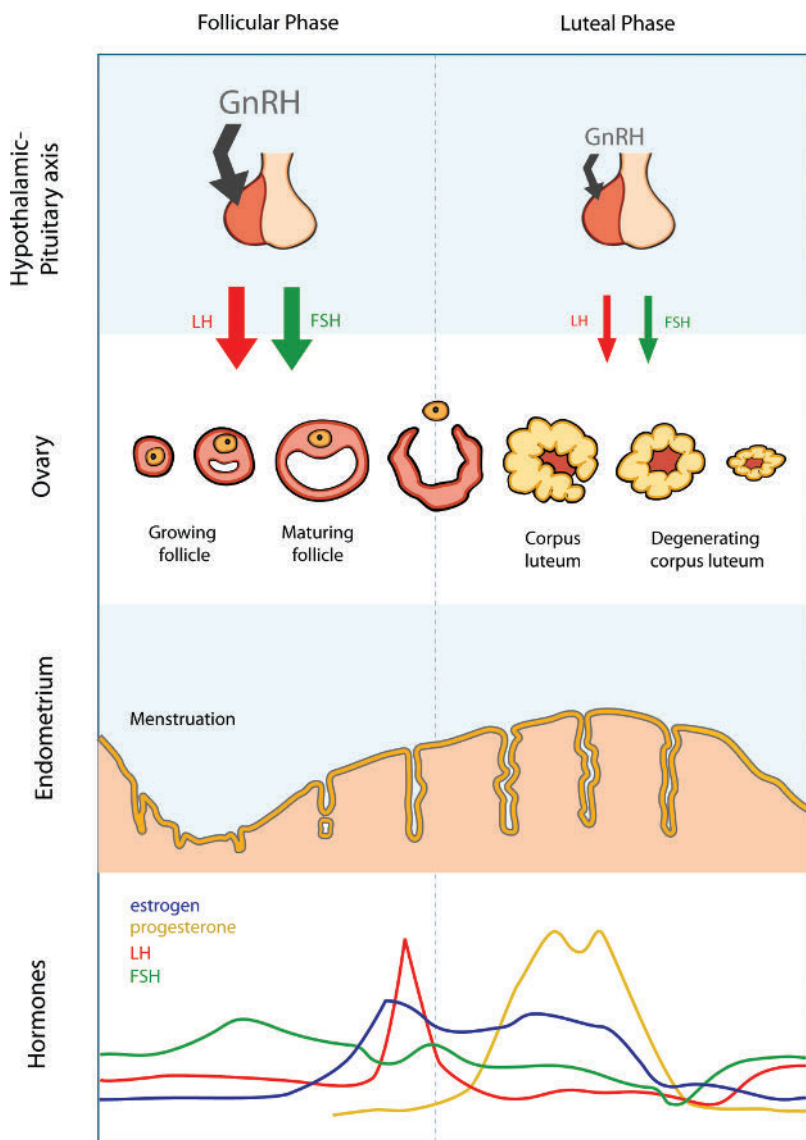 Follicular Phase
Luteal Phase
Hypothalamic-
Pituitary axis
GnRH
GnRH
LH
FSH
LH
FSH
Ovary
Growing
follicle
Maturing
follicle
Corpus
luteum
Degenerating
corpus luteum
Endometrium
Menstruation
Hormones
estrogen
progesterone
LH
FSH